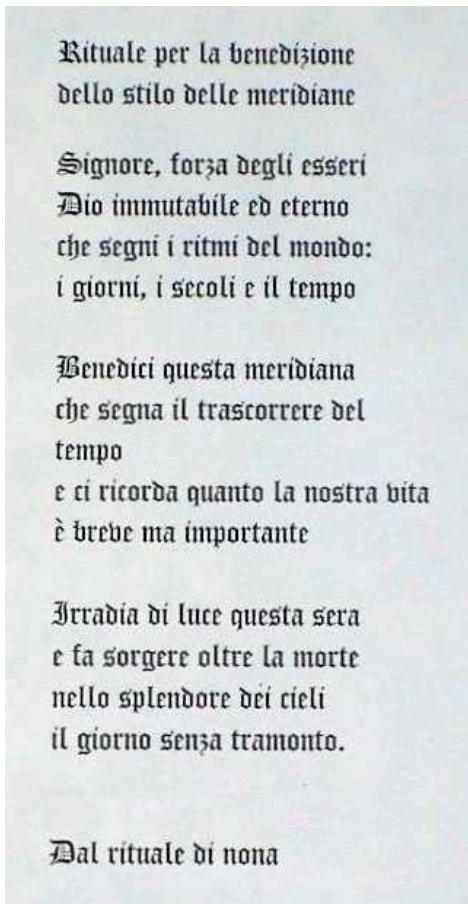 Rituale per la benedizione
dello stilo delle meridiane
Signore, forza degli esseri
Dio immutabile ed eterno
che segni i ritmi del mondo:
i giorni, i secoli e il tempo
Benedici questa meridiana
che segna il trascorrere del
tempo
e ci ricorda quanto la nostra vita
è breve ma importante
Irradia di luce questa sera
e fa sorgere oltre la morte
nello splendore dei cieli
il giorno senza tramonto.
Dal rituale di nona